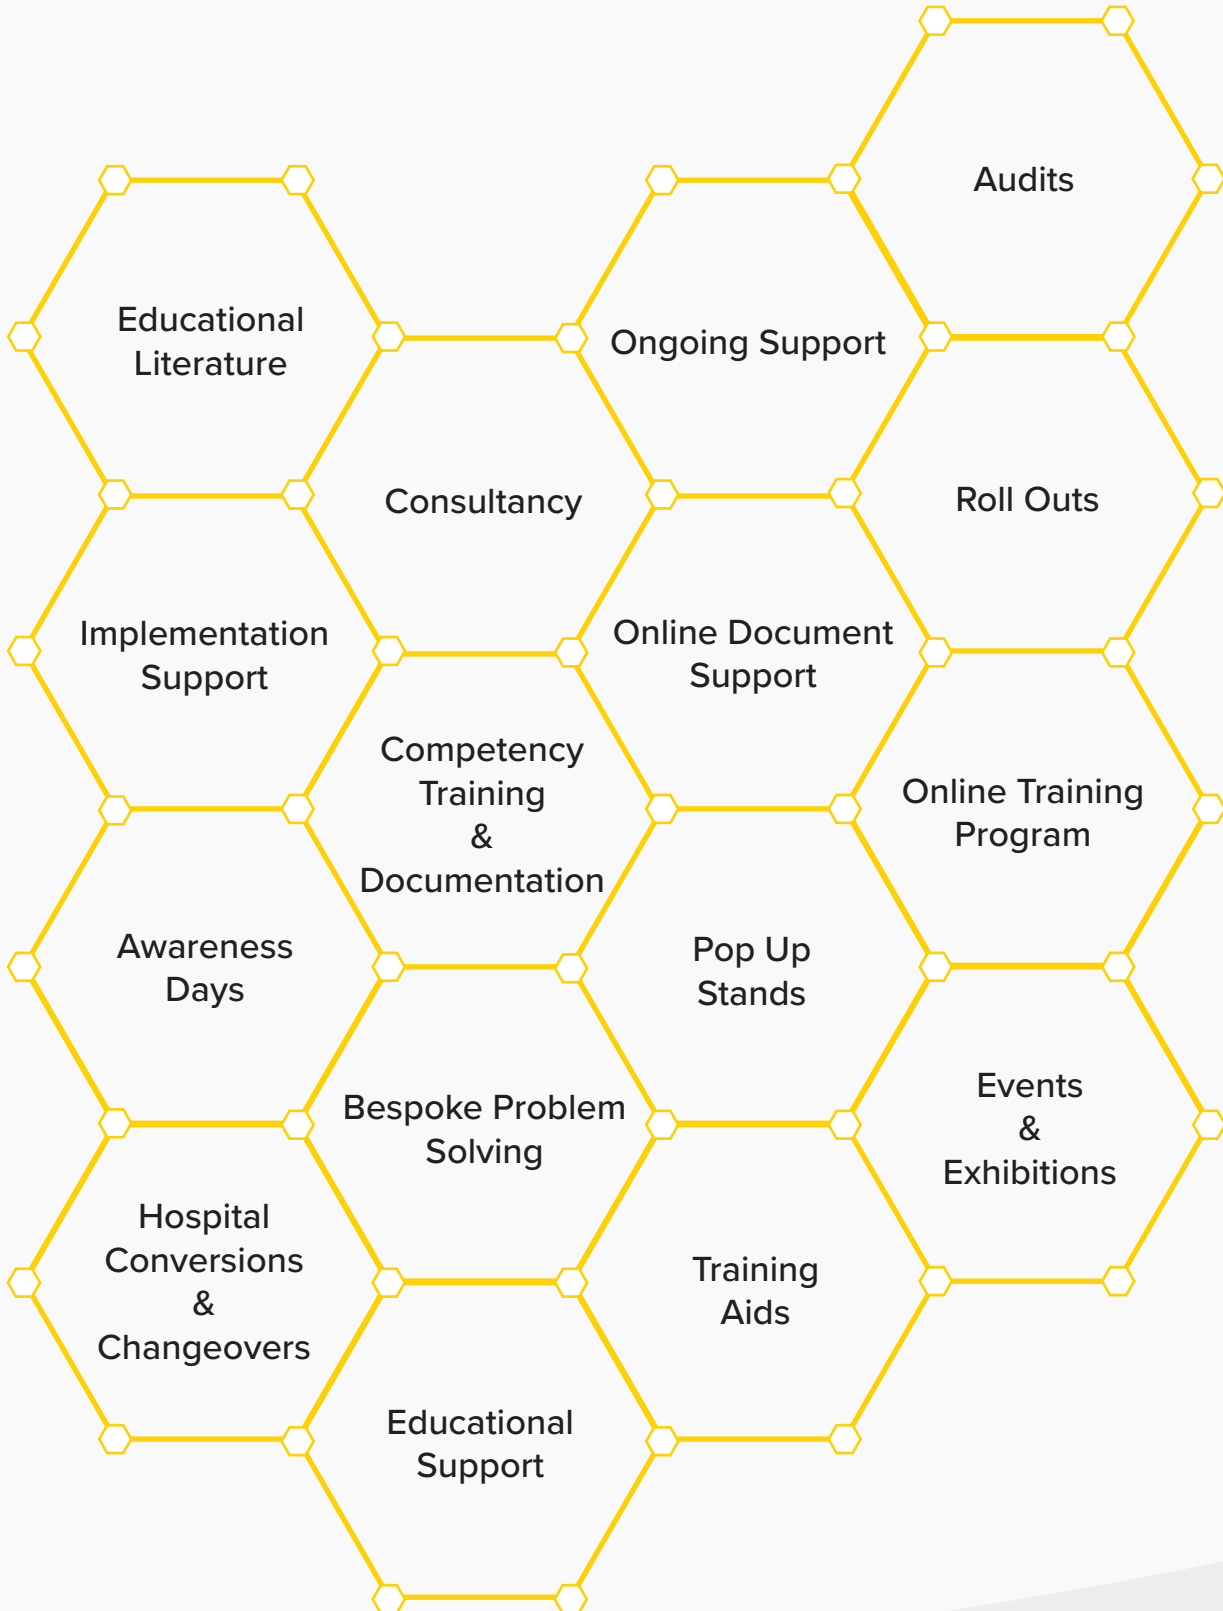 Audits
Educational
Literature
Ongoing Support
Consultancy
Roll Outs
Implementation
Support
Online Document
Support
Competency
Training
&
Documentation
Online Training
Program
Awareness
Days
Pop Up
Stands
Bespoke Problem
Solving
Events
&
Exhibitions
Hospital
Conversions
&
Changeovers
Training
Aids
Educational
Support